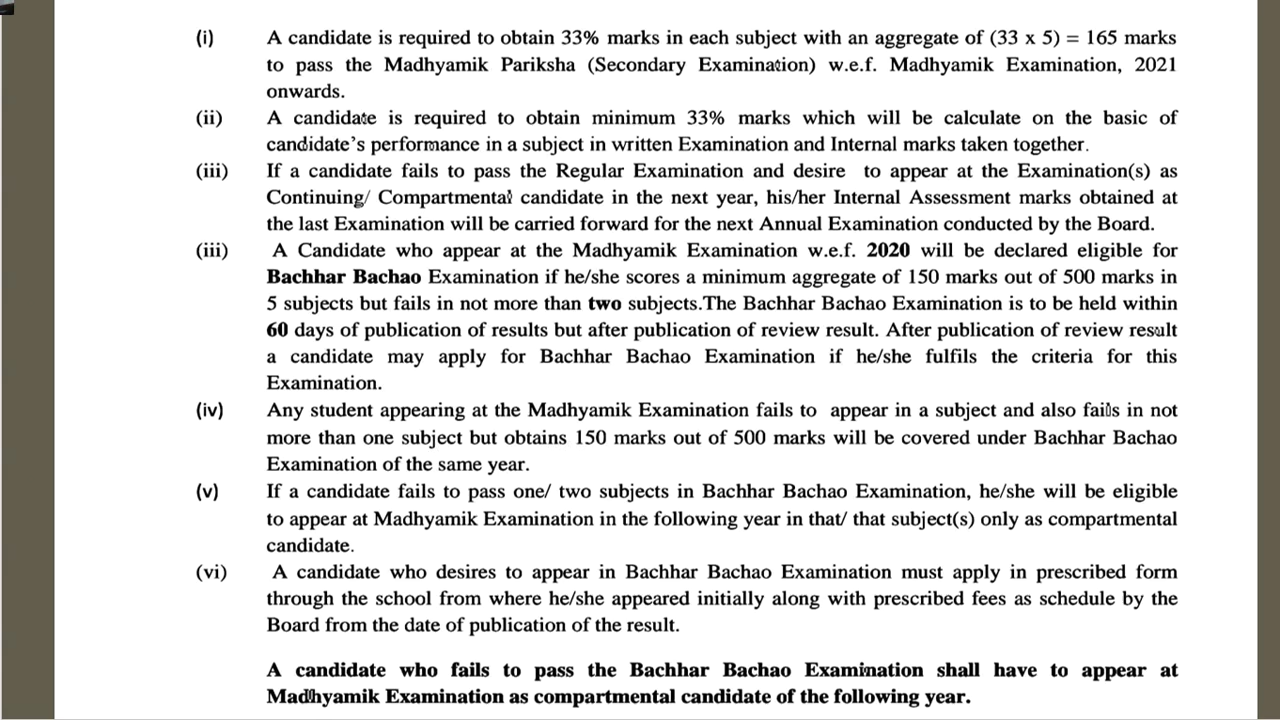 (i) A candidate is required to obtain 33% marks in each subject with an aggregate of (33 x 5) = 165 marks
to pass the Madhyamik Pariksha (Secondary Examination) w.e.f. Madhyamik Examination, 2021
onwards.
(ii) A candidate is required to obtain minimum 33% marks which will be calculate on the basic of
candidate's performance in a subject in written Examination and Internal marks taken together.
(iii) If a candidate fails to pass the Regular Examination and desire to appear at the Examination(s) as
Continuing/ Compartmental candidate in the next year, his/her Internal Assessment marks obtained at
the last Examination will be carried forward for the next Annual Examination conducted by the Board.
(iii) A Candidate who appear at the Madhyamik Examination w.e.f. 2020 will be declared eligible for
Bachhar Bachao Examination if he/she scores a minimum aggregate of 150 marks out of 500 marks in
5 subjects but fails in not more than two subjects.The Bachhar Bachao Examination is to be held within
60 days of publication of results but after publication of review result. After publication of review result
a candidate may apply for Bachhar Bachao Examination if he/she fulfils the criteria for this
Examination.
(iv) Any student appearing at the Madhyamik Examination fails to appear in a subject and also fails in not
more than one subject but obtains 150 marks out of 500 marks will be covered under Bachhar Bachao
Examination of the same year.
(v) If a candidate fails to pass one/ two subjects in Bachhar Bachao Examination, he/she will be eligible
to appear at Madhyamik Examination in the following year in that/ that subject(s) only as compartmental
candidate.
(vi) A candidate who desires to appear in Bachhar Bachao Examination must apply in prescribed form
through the school from where he/she appeared initially along with prescribed fees as schedule by the
Board from the date of publication of the result.
A candidate who fails to pass the Bachhar Bachao Examination shall have to appear at
Madhyamik Examination as compartmental candidate of the following year.